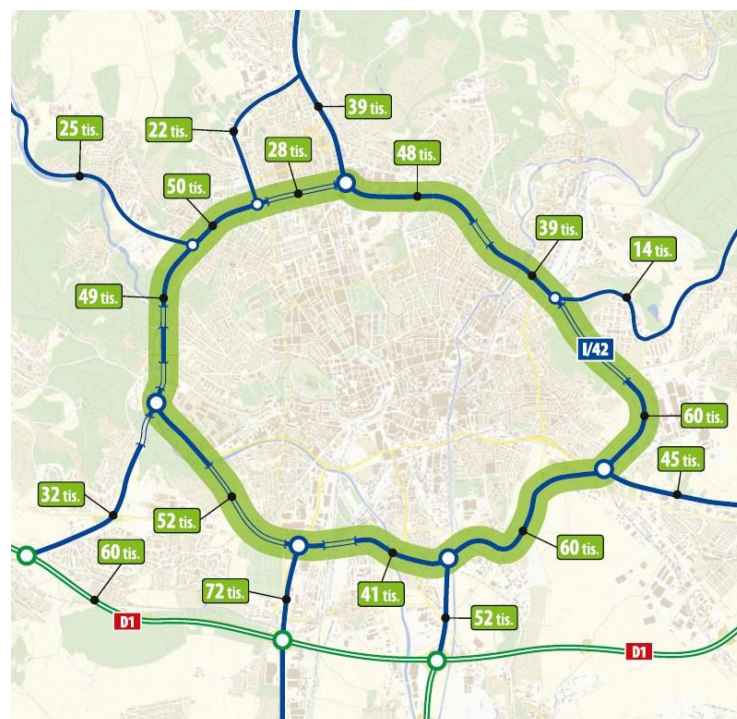 39 tis.
25 tis.
22 tis.
28 tis.
48 tis.
50 tis.
39 tis.
14 tis.
49 tis.
I/42
60 tis.
45 tis.
32 tis.
52 tis.
60 tis.
60 tis.
72 tis.
41 tis.
52 tis.
D1
D1